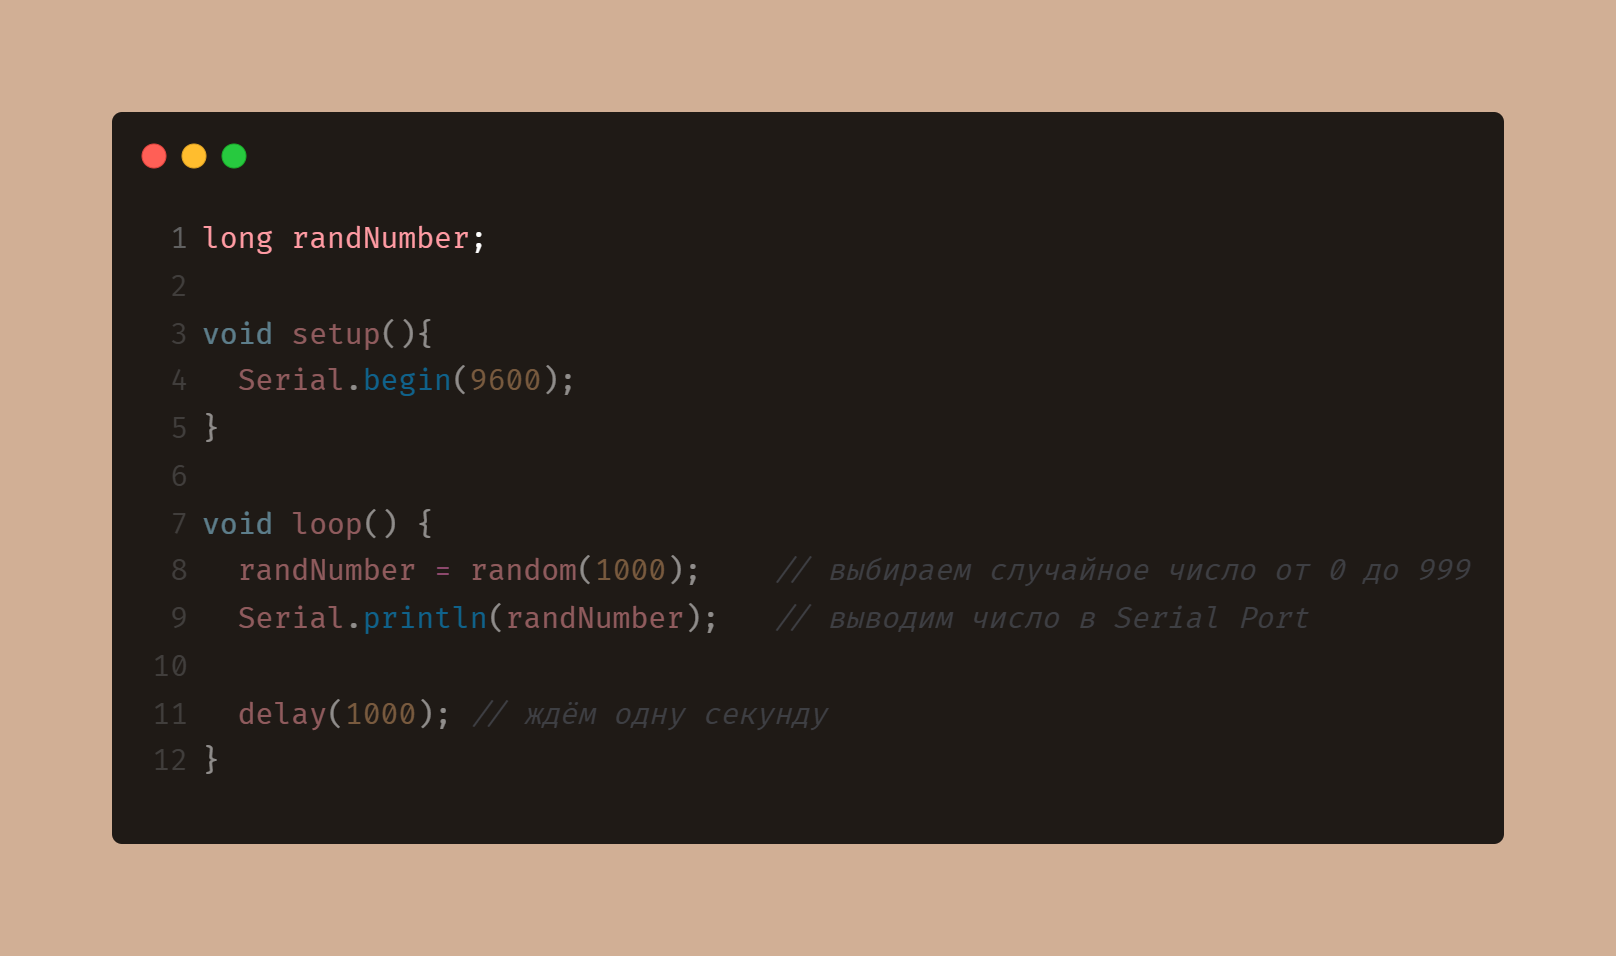 1 long randNumber;
2
3 void setup(){
4   Serial.begin(9600);
5 }
6
7 void loop() {
8   randNumber = random(1000);    // выбираем случайное число от 0 до 999
9   Serial.println(randNumber);   // выводим число в Serial Port
10
11   delay(1000); // ждём одну секунду
12 }